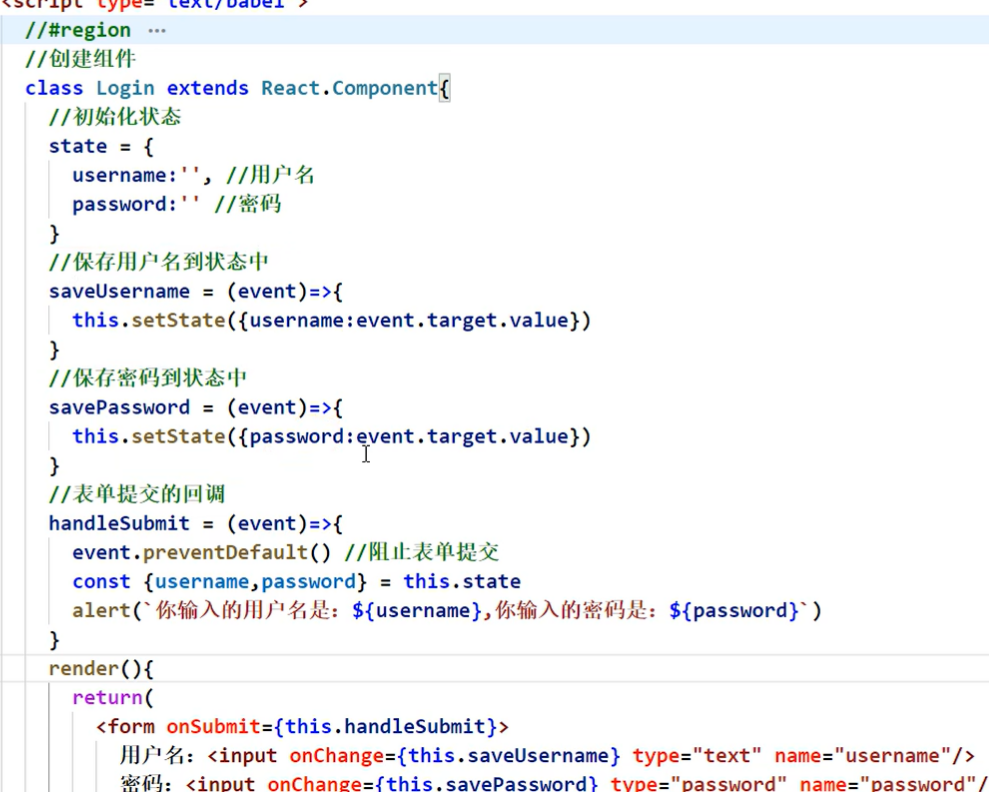 <script type="text/babel">
//#region ···
//创建组件
class Login extends React.Component{
//初始化状态
state = {
username:'', //用户名
password:'' //密码
}
//保存用户名到状态中
saveUsername = (event)=>{
this.setState({username:event.target.value})
}
//保存密码到状态中
savePassword = (event)=>{
this.setState({password:event.target.value})
}
//表单提交的回调
handleSubmit = (event)=>{
event.preventDefault() //阻止表单提交
const {username,password} = this.state
alert(`你输入的用户名是：${username},你输入的密码是：${password}`)
}
render(){
return(
<form onSubmit={this.handleSubmit}>
用户名：<input onChange={this.saveUsername} type="text" name="username"/>
密码：<input onChange={this.savePassword} type="password" name="password"/